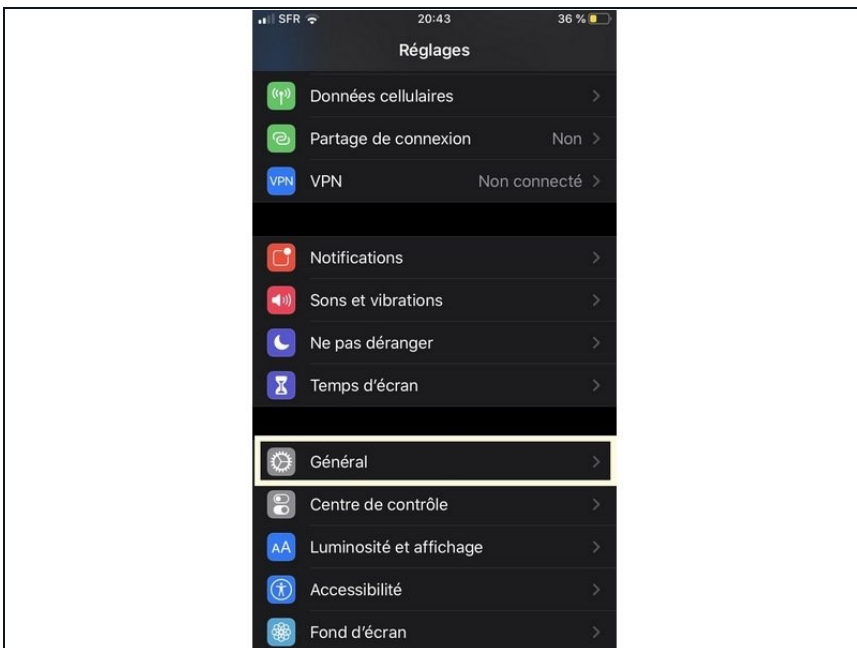 SFR 20:43 36 %
Réglages
Données cellulaires
Partage de connexion Non
VPN VPN Non connecté
Notifications
Sons et vibrations
Ne pas déranger
Temps d'écran
Général
Centre de contrôle
AA Luminosité et affichage
Accessibilité
Fond d'écran